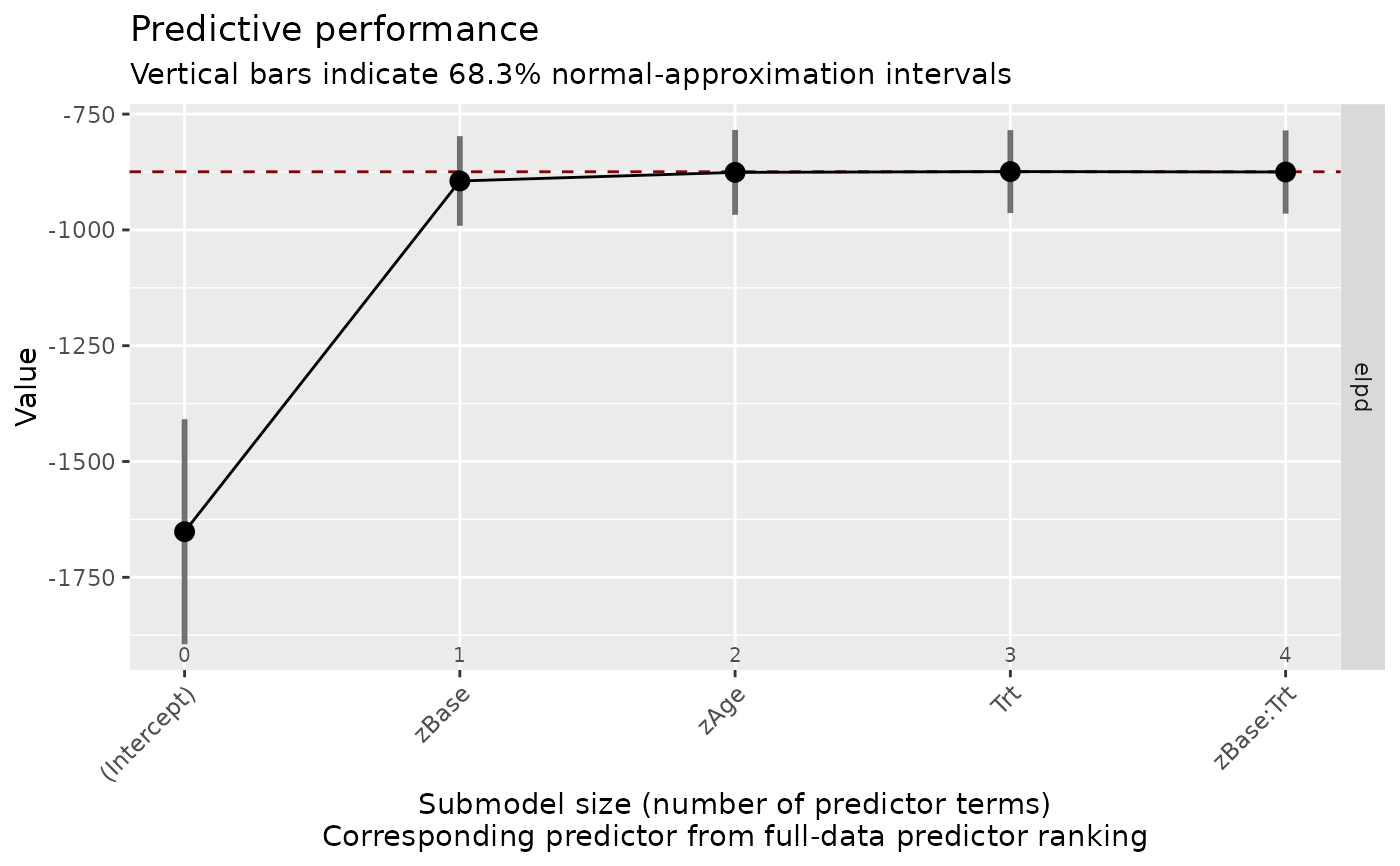 Predictive performance
Vertical bars indicate 68.3% normal-approximation intervals
-750
-1000
-1250
-1500
-1750
Value
elpd
0 1 2 3 4
(Intercept) zBase zAge Trt zBase:Trt
Submodel size (number of predictor terms)
Corresponding predictor from full-data predictor ranking